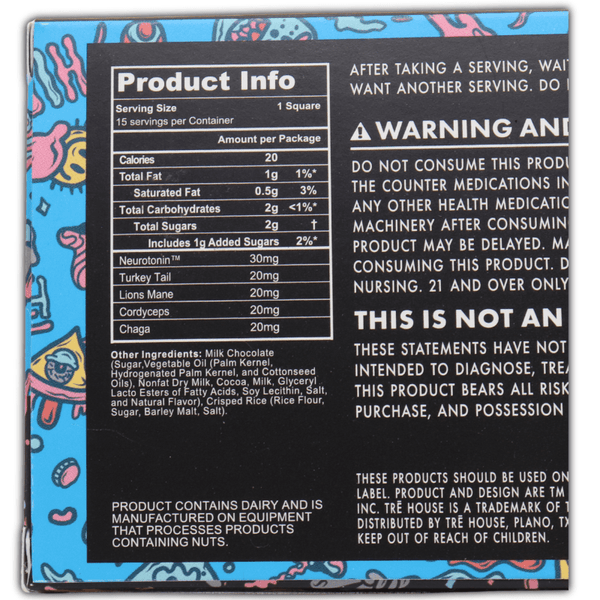 Product Info
Serving Size 1 Square
15 servings per Container
Amount per Package
Calories 20
Total Fat 1g 1%*
Saturated Fat 0.5g 3%
Total Carbohydrates 2g <1%*
Total Sugars 2g †
Includes 1g Added Sugars 2%*
Neurotonin™ 30mg
Turkey Tail 20mg
Lions Mane 20mg
Cordyceps 20mg
Chaga 20mg
Other Ingredients: Milk Chocolate
(Sugar,Vegetable Oil (Palm Kernel,
Hydrogenated Palm Kernel, and Cottonseed
Oils), Nonfat Dry Milk, Cocoa, Milk, Glyceryl
Lacto Esters of Fatty Acids, Soy Lecithin, Salt,
and Natural Flavor), Crisped Rice (Rice Flour,
Sugar, Barley Malt, Salt).
PRODUCT CONTAINS DAIRY AND IS
MANUFACTURED ON EQUIPMENT
THAT PROCESSES PRODUCTS
CONTAINING NUTS.
AFTER TAKING A SERVING, WAI
WANT ANOTHER SERVING. DO
WARNING AND
DO NOT CONSUME THIS PRODU
THE COUNTER MEDICATIONS IN
ANY OTHER HEALTH MEDICATIO
MACHINERY AFTER CONSUMIN
PRODUCT MAY BE DELAYED. MA
CONSUMING THIS PRODUCT. D
NURSING. 21 AND OVER ONLY
THIS IS NOT AN
THESE STATEMENTS HAVE NOT
INTENDED TO DIAGNOSE, TREA
THIS PRODUCT BEARS ALL RISK
PURCHASE, AND POSSESSION
THESE PRODUCTS SHOULD BE USED ON
LABEL. PRODUCT AND DESIGN ARE TM
INC. TRĒ HOUSE IS A TRADEMARK OF T
DISTRIBUTED BY TRĒ HOUSE, PLANO, TX
KEEP OUT OF REACH OF CHILDREN.